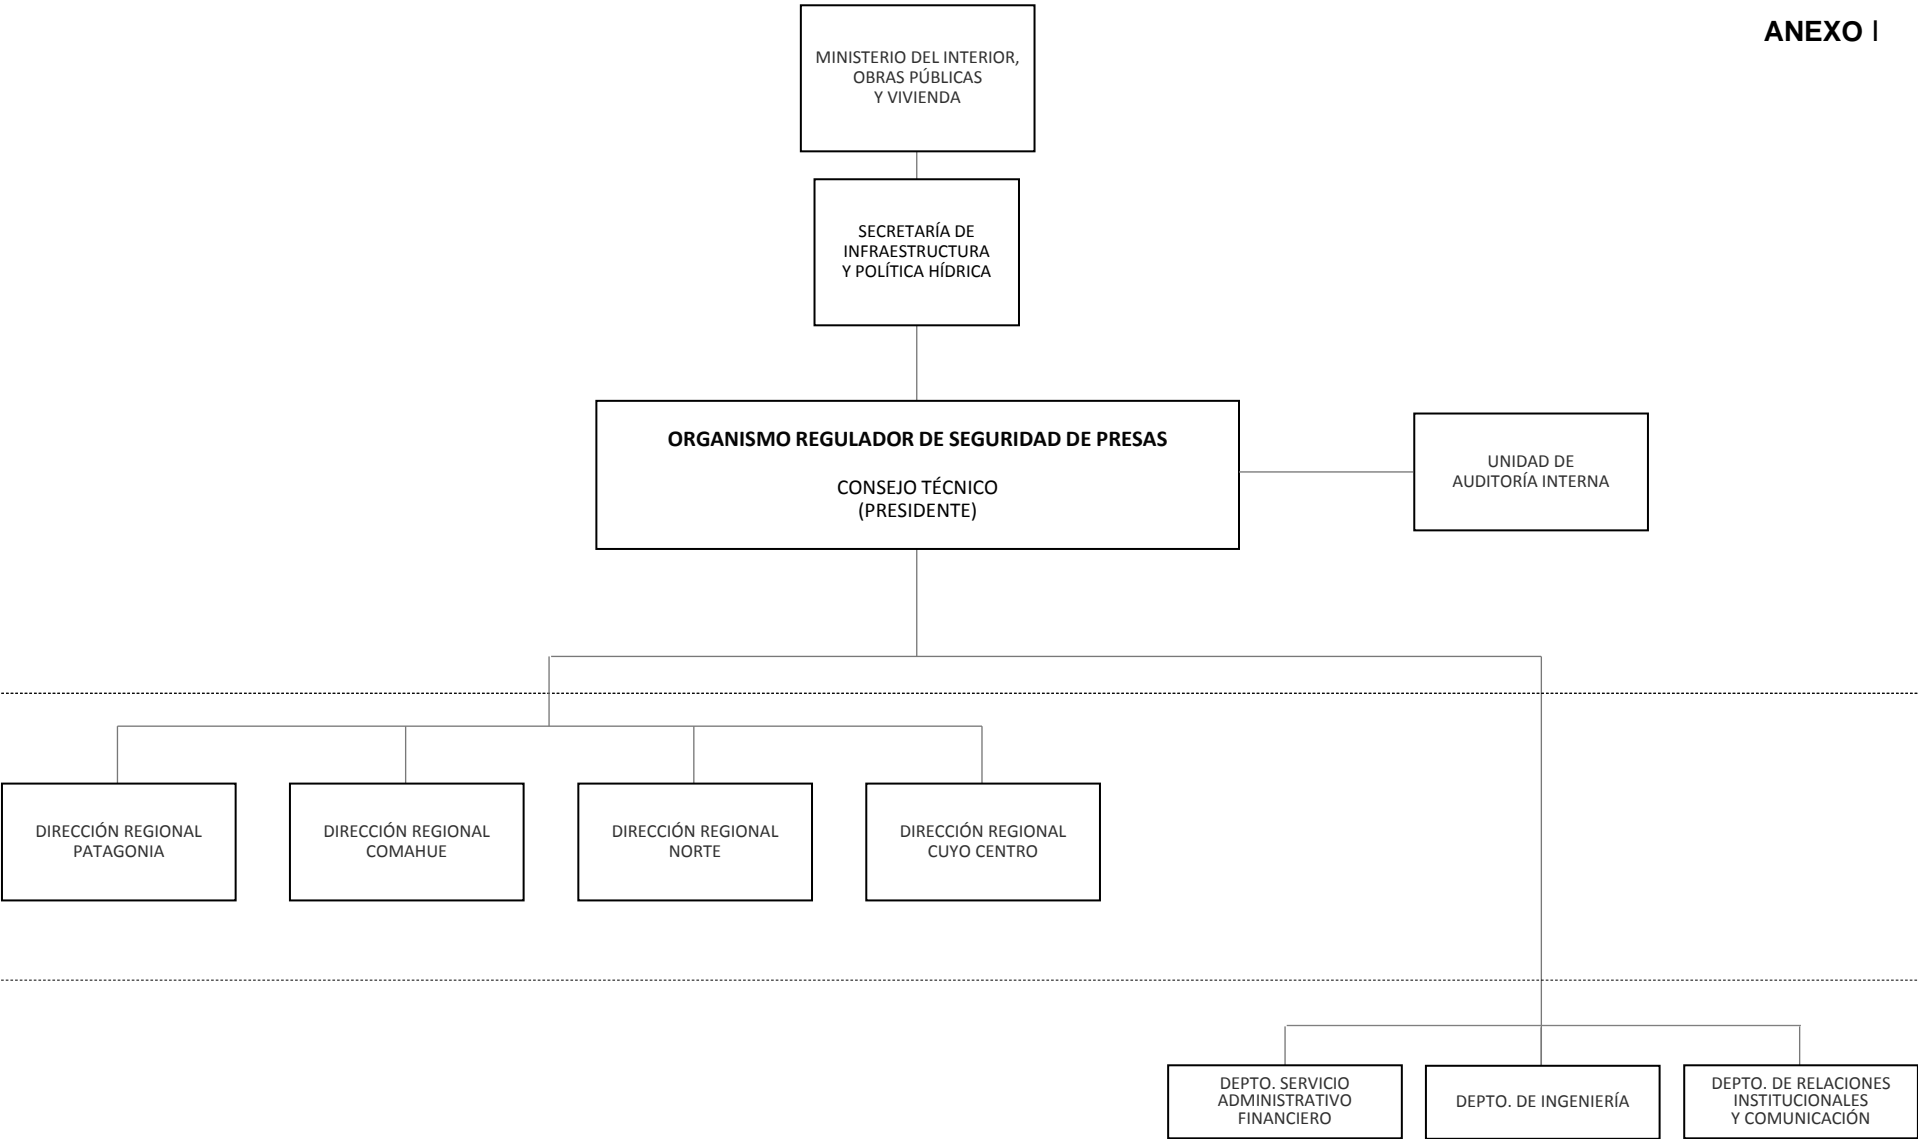 ANEXO I
MINISTERIO DEL INTERIOR,
OBRAS PÚBLICAS
Y VIVIENDA
SECRETARÍA DE
INFRAESTRUCTURA
Y POLÍTICA HÍDRICA
ORGANISMO REGULADOR DE SEGURIDAD DE PRESAS
CONSEJO TÉCNICO
(PRESIDENTE)
UNIDAD DE
AUDITORÍA INTERNA
DIRECCIÓN REGIONAL
PATAGONIA
DIRECCIÓN REGIONAL
COMAHUE
DIRECCIÓN REGIONAL
NORTE
DIRECCIÓN REGIONAL
CUYO CENTRO
DEPTO. SERVICIO
ADMINISTRATIVO
FINANCIERO
DEPTO. DE INGENIERÍA
DEPTO. DE RELACIONES
INSTITUCIONALES
Y COMUNICACIÓN